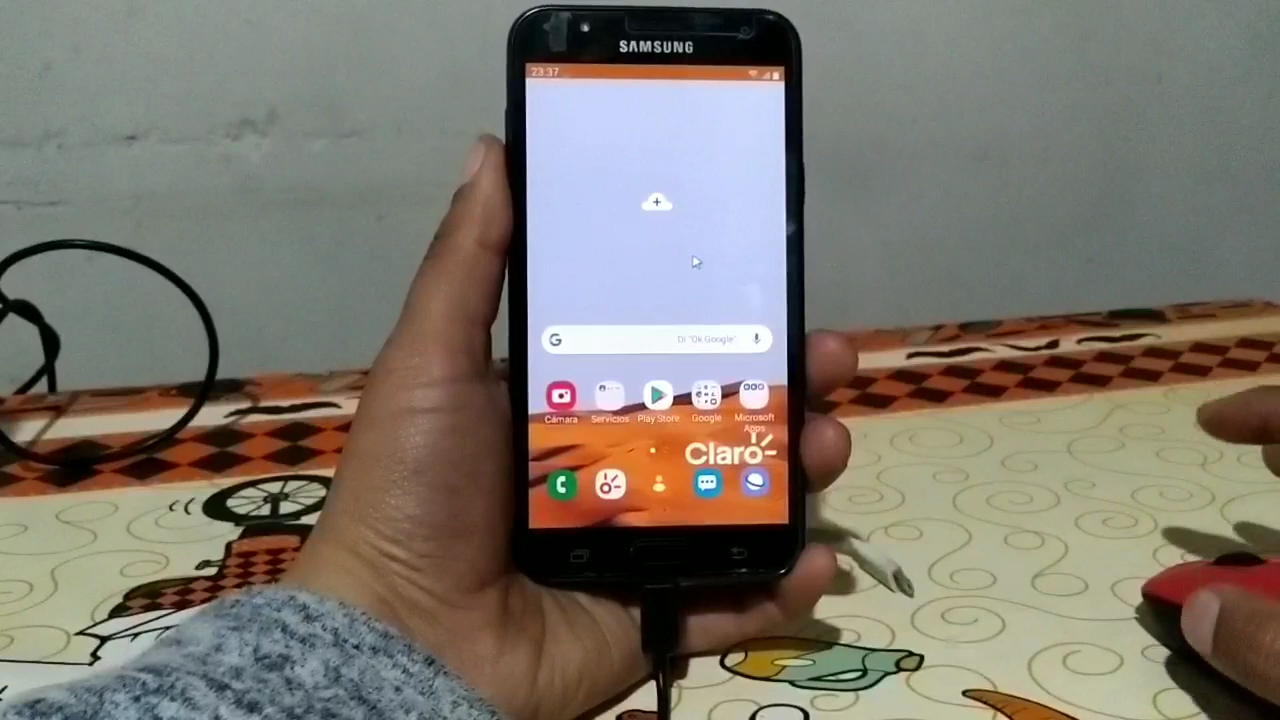 SAMSUNG
23:37
G
Di "Ok Google"
Cámara
Servicios
Play Store
Google
Microsoft
Apps
Claro